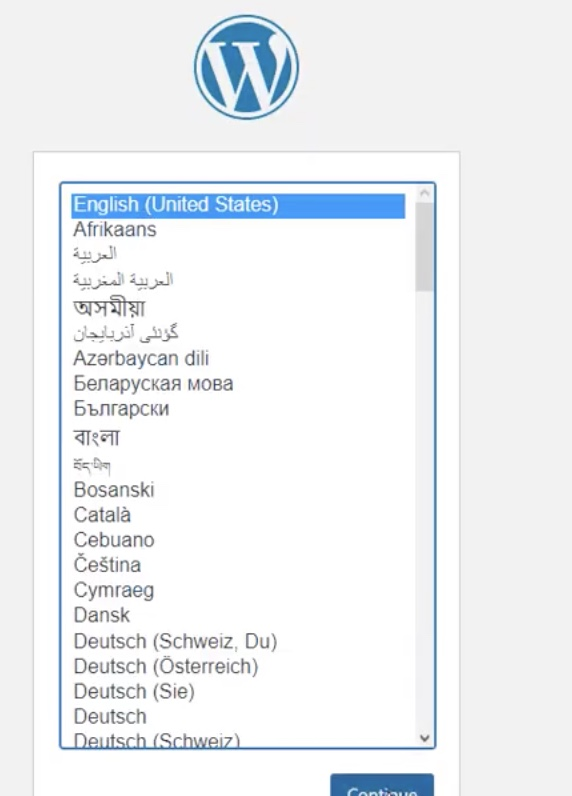 English (United States)
Afrikaans
العربية
العربية المغربية
অসমীয়া
گؤنئی آذربایجان
Azərbaycan dili
Беларуская мова
Български
বাংলা
བོད་ཡིག
Bosanski
Català
Cebuano
Čeština
Cymraeg
Dansk
Deutsch (Schweiz, Du)
Deutsch (Österreich)
Deutsch (Sie)
Deutsch
Deutsch (Schweiz)
Continue